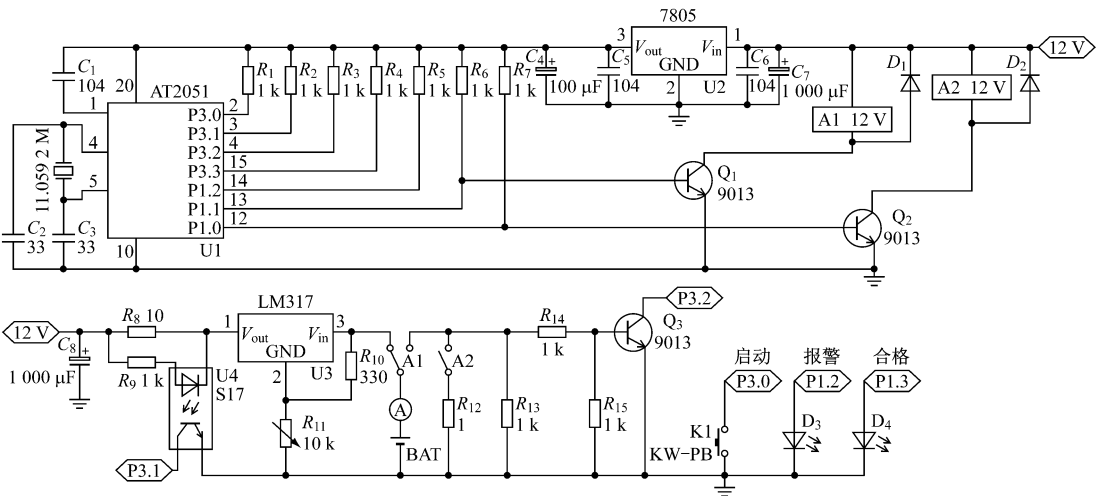 7805
3 Vout Vin 1
GND
2 U2
12 V
C1
104
20
AT2051
1
P3.0 2
P3.1 3
P3.2 4
P3.3 15
P1.2 14
P1.1 13
P1.0 12
4
5
10
U1
11.059 2 M
C2
33
C3
33
R1
1 k
R2
1 k
R3
1 k
R4
1 k
R5
1 k
R6
1 k
R7
1 k
C4 +
100 μF
C5
104
C6
104
+ C7
1 000 μF
D1
D2
A1 12 V
A2 12 V
Q1
9013
Q2
9013
12 V
C8 +
1 000 μF
R8 10
R9 1 k
U4
S17
P3.1
LM317
1 Vout Vin 3
GND
2 U3
R10
330
R11
10 k
A1
A
BAT
A2
R12
1
R13
1 k
R14
1 k
R15
1 k
Q3
9013
P3.2
启动 报警 合格
P3.0 P1.2 P1.3
K1
KW-PB
D3
D4